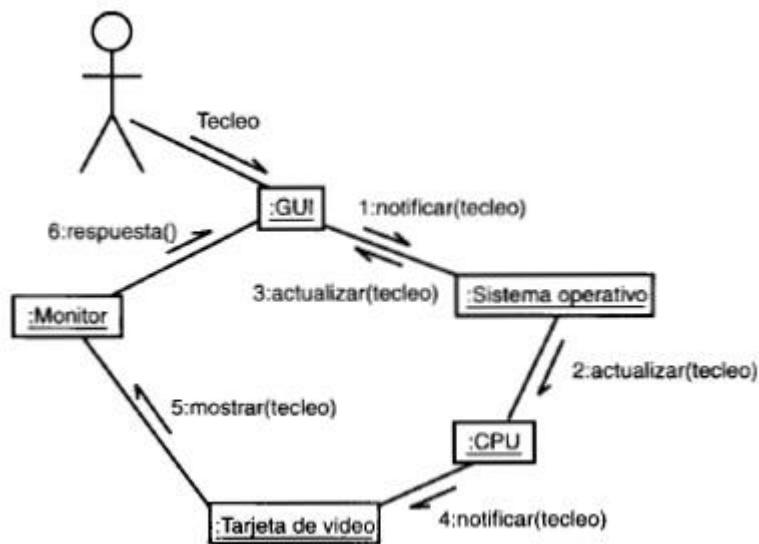 Tecleo
:GUI
1:notificar(tecleo)
6:respuesta()
3:actualizar(tecleo)
:Sistema operativo
:Monitor
2:actualizar(tecleo)
5:mostrar(tecleo)
:CPU
:Tarjeta de video
4:notificar(tecleo)